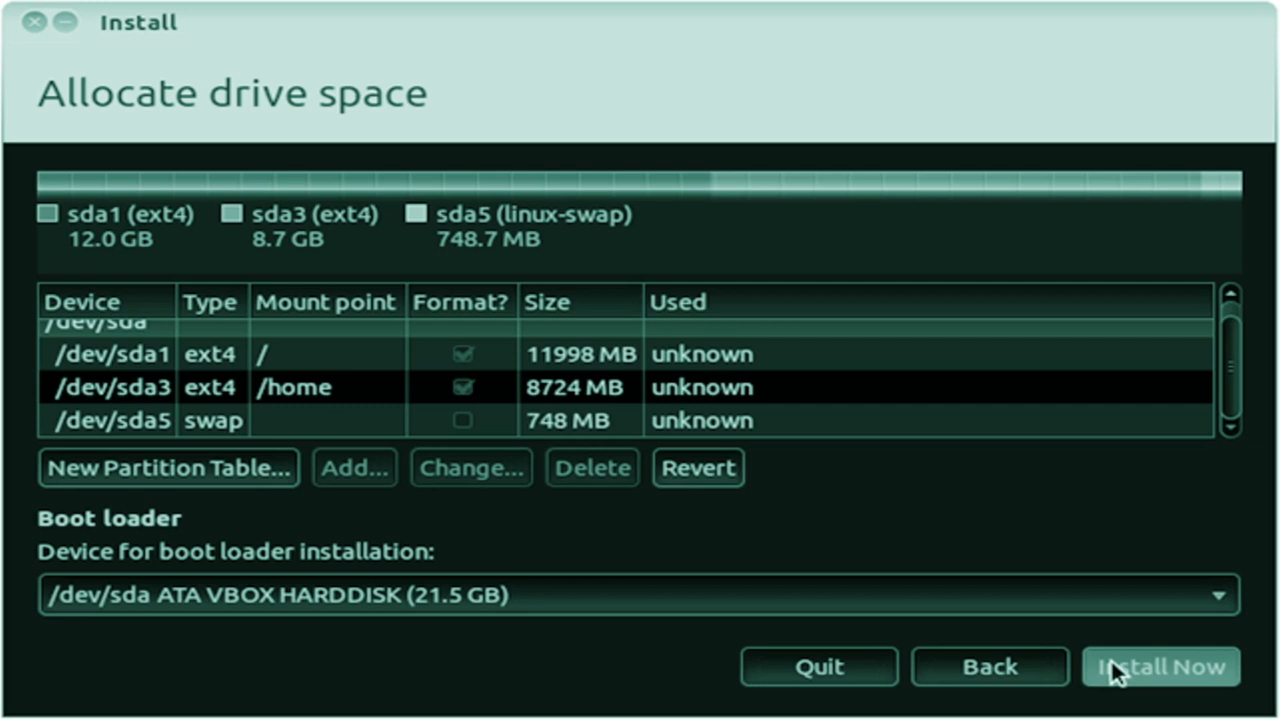 Install
Allocate drive space
sda1 (ext4) sda3 (ext4) sda5 (linux-swap)
12.0 GB 8.7 GB 748.7 MB
Device Type Mount point Format? Size Used
/dev/sda
/dev/sda1 ext4 / 11998 MB unknown
/dev/sda3 ext4 /home 8724 MB unknown
/dev/sda5 swap 748 MB unknown
New Partition Table... Add... Change... Delete Revert
Boot loader
Device for boot loader installation:
/dev/sda ATA VBOX HARDDISK (21.5 GB)
Quit Back Install Now